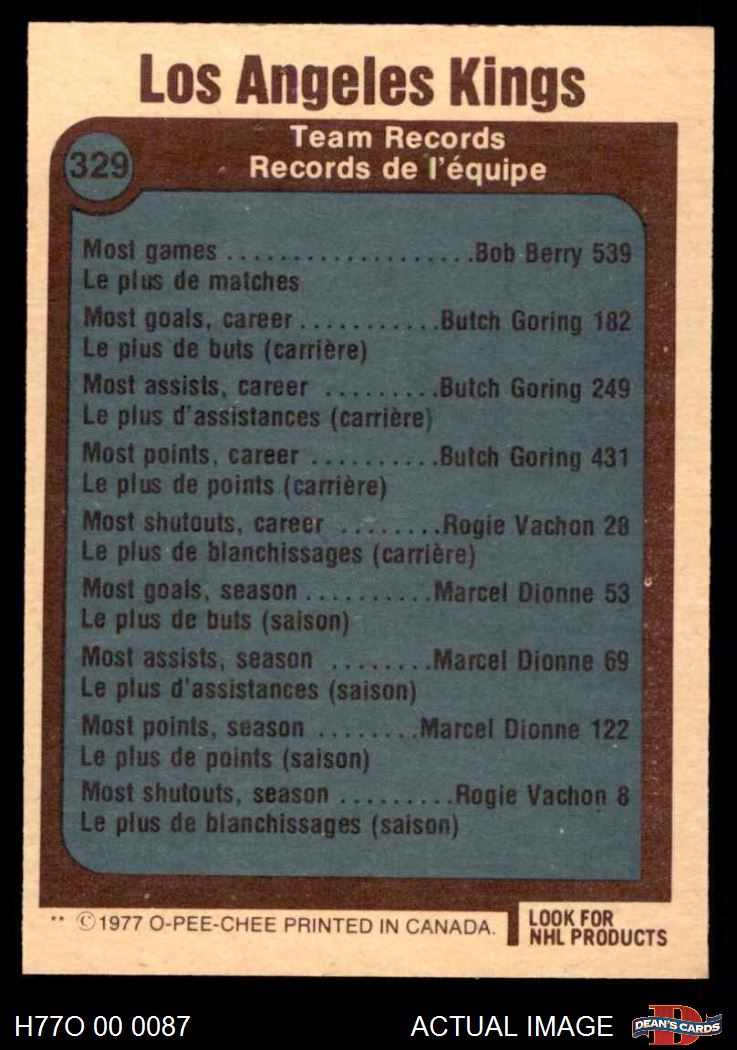 Los Angeles Kings
329
Team Records
Records de l'équipe
Most games ...................Bob Berry 539
Le plus de matches
Most goals, career...........Butch Goring 182
Le plus de buts (carrière)
Most assists, career .........Butch Goring 249
Le plus d'assistances (carrière)
Most points, career ..........Butch Goring 431
Le plus de points (carrière)
Most shutouts, career ........Rogie Vachon 28
Le plus de blanchissages (carrière)
Most goals, season..........Marcel Dionne 53
Le plus de buts (saison)
Most assists, season ........Marcel Dionne 69
Le plus d'assistances (saison)
Most points, season ........Marcel Dionne 122
Le plus de points (saison)
Most shutouts, season .........Rogie Vachon 8
Le plus de blanchissages (saison)
** ©1977 O-PEE-CHEE PRINTED IN CANADA.
LOOK FOR
NHL PRODUCTS
H77O 00 0087
ACTUAL IMAGE
DEAN'S CARDS